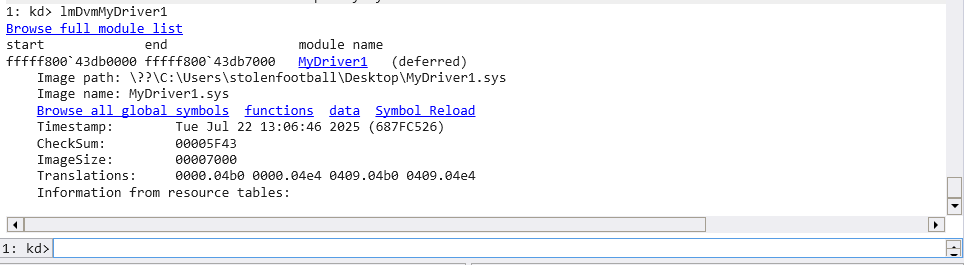 1: kd> lmDvmMyDriver1
Browse full module list
start             end                 module name
fffff800`43db0000 fffff800`43db7000   MyDriver1   (deferred)
    Image path: \??\C:\Users\stolenfootball\Desktop\MyDriver1.sys
    Image name: MyDriver1.sys
    Browse all global symbols  functions  data  Symbol Reload
    Timestamp:        Tue Jul 22 13:06:46 2025 (687FC526)
    CheckSum:         00005F43
    ImageSize:        00007000
    Translations:     0000.04b0 0000.04e4 0409.04b0 0409.04e4
    Information from resource tables:
1: kd>